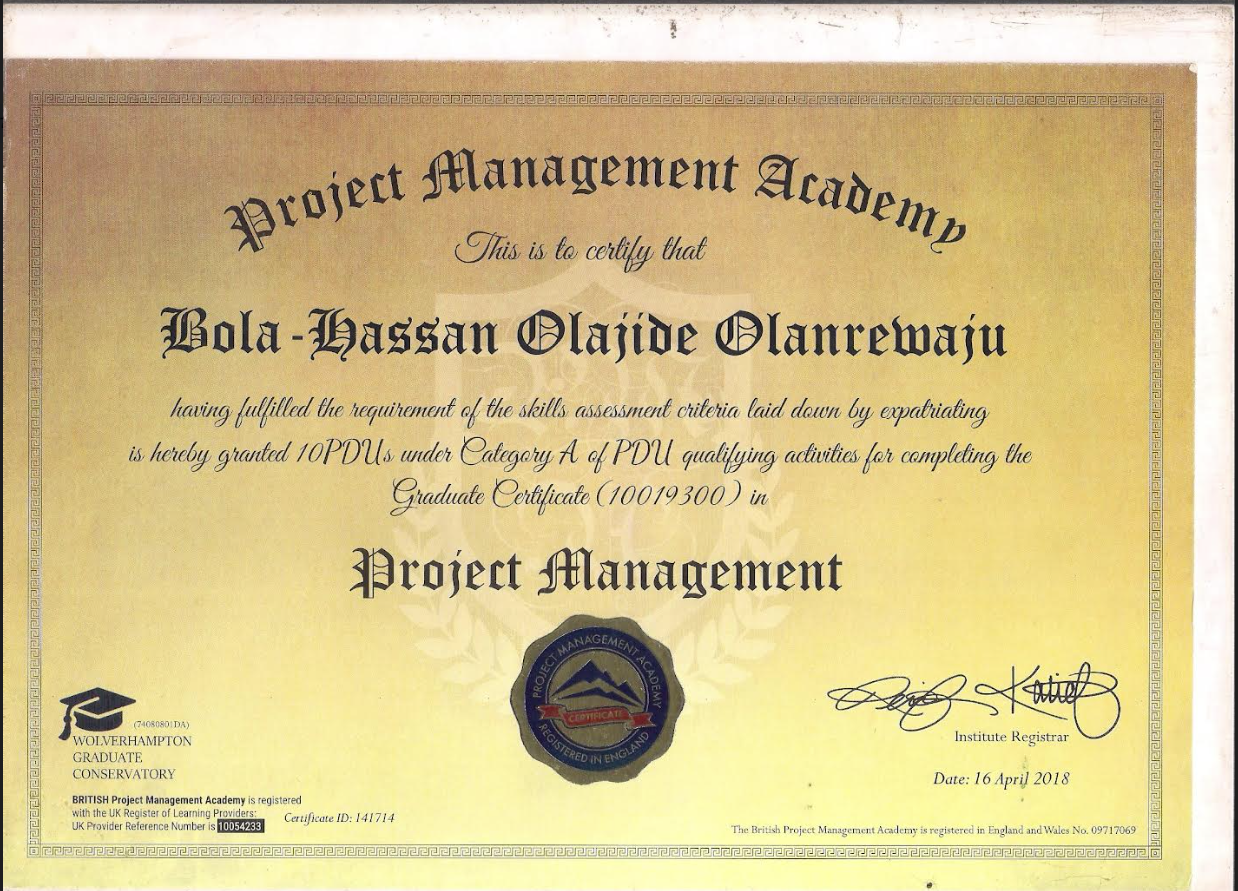 Project Management Academy
This is to certify that
Bola-Hassan Olajide Olanrewaju
having fulfilled the requirement of the skills assessment criteria laid down by expatriating
is hereby granted 10PDUs under Category A of PDU qualifying activities for completing the
Graduate Certificate (10019300) in
Project Management
PROJECT MANAGEMENT ACADEMY
CERTIFICATE
REGISTERED IN ENGLAND
(74080801DA)
WOLVERHAMPTON
GRADUATE
CONSERVATORY
BRITISH Project Management Academy is registered
with the UK Register of Learning Providers:
UK Provider Reference Number is 10054233
Certificate ID: 141714
Institute Registrar
Date: 16 April 2018
The British Project Management Academy is registered in England and Wales No. 09717069